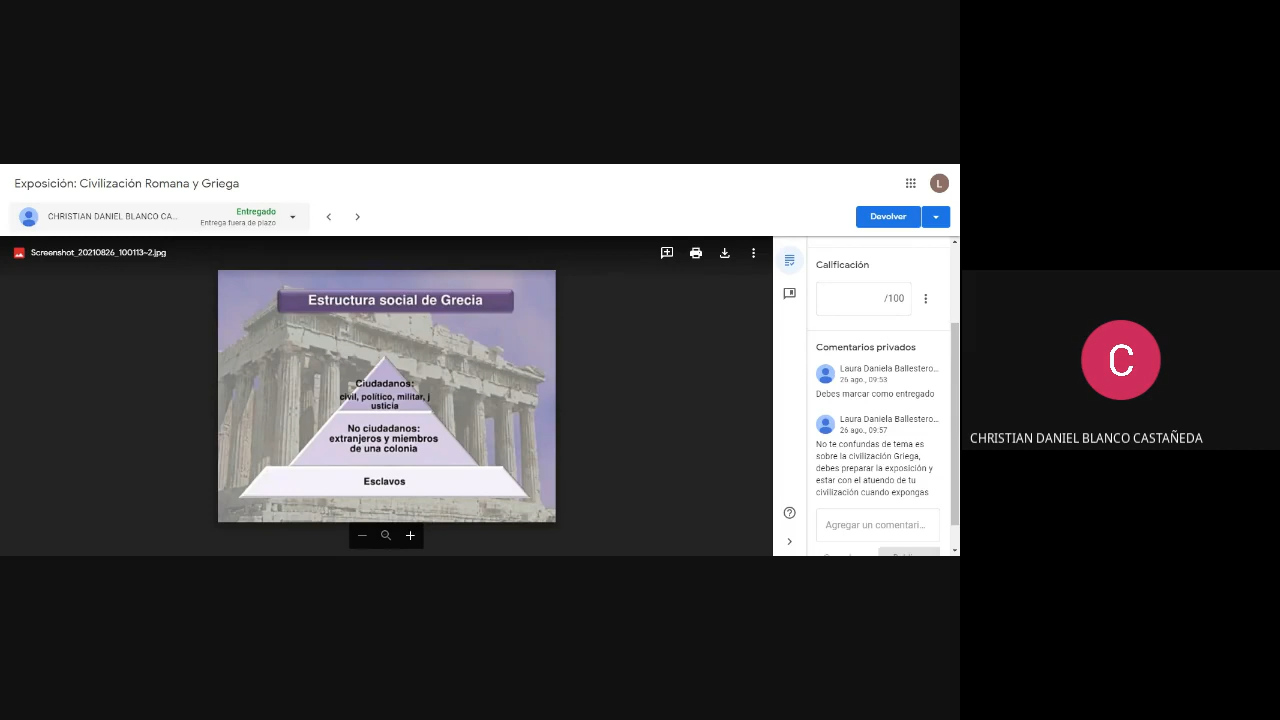 Exposición: Civilización Romana y Griega
L
CHRISTIAN DANIEL BLANCO CA...
Entregado
Entrega fuera de plazo
Devolver
Screenshot_20210826_100113-2.jpg
Estructura social de Grecia
Ciudadanos:
civil, político, militar, j
usticia
No ciudadanos:
extranjeros y miembros
de una colonia
Esclavos
Calificación
/100
Comentarios privados
Laura Daniela Ballestero...
26 ago., 09:53
Debes marcar como entregado
Laura Daniela Ballestero...
26 ago., 09:57
No te confundas de tema es
sobre la civilización Griega,
debes preparar la exposición y
estar con el atuendo de tu
civilización cuando expongas
Agregar un comentari...
C
CHRISTIAN DANIEL BLANCO CASTAÑEDA